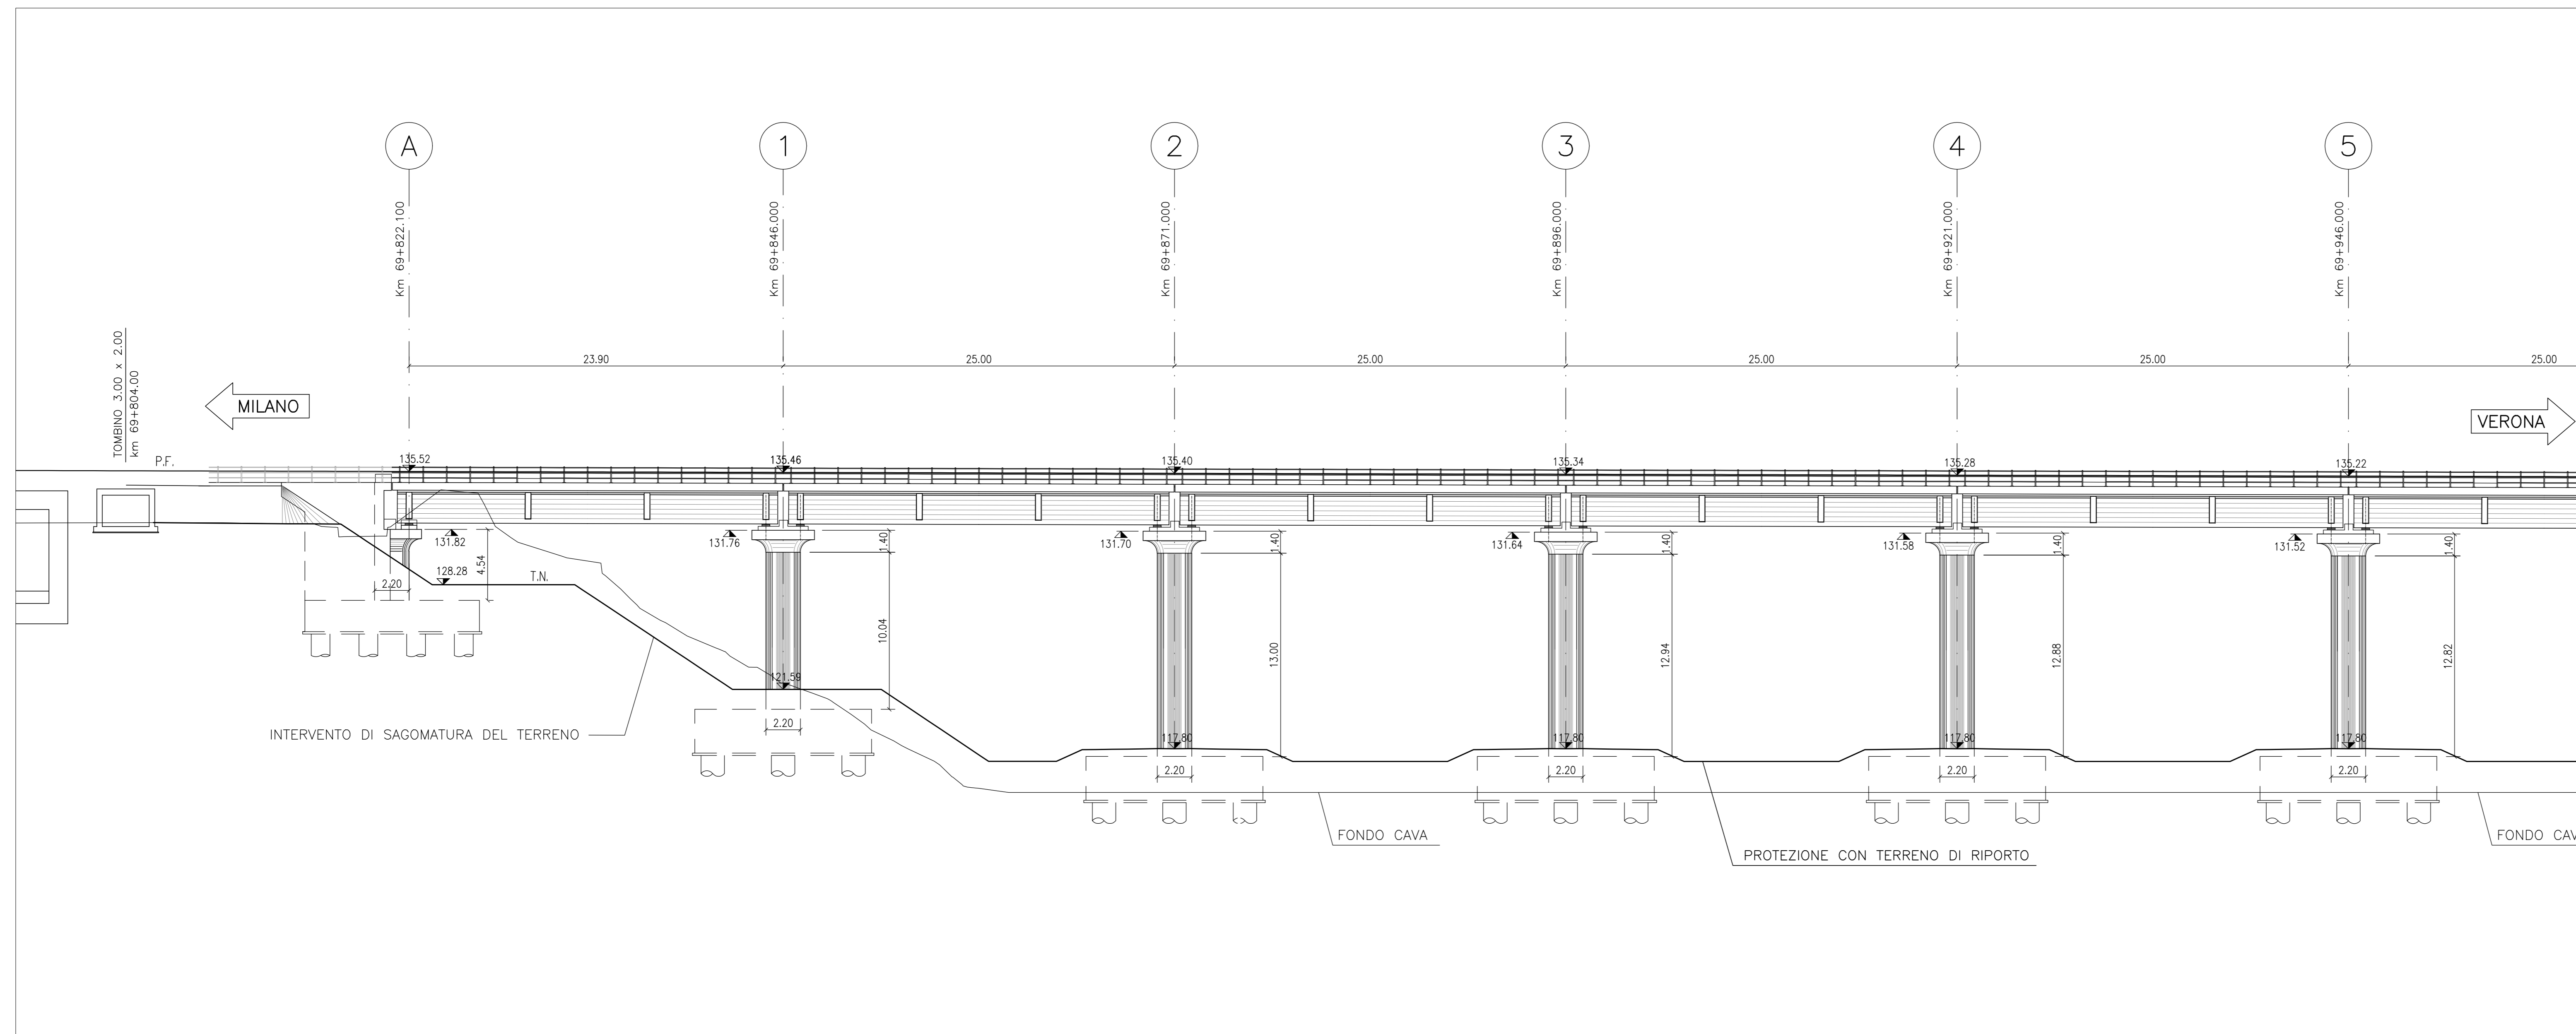 A
1
2
3
4
5
Km 69+822.100
Km 69+846.000
Km 69+871.000
Km 69+896.000
Km 69+921.000
Km 69+946.000
TOMBINO 3.00 x 2.00
km 69+804.00
23.90
25.00
25.00
25.00
25.00
25.00
MILANO
VERONA
P.F.
135.52
135.46
135.40
135.34
135.28
135.22
131.82
131.76
131.70
131.64
131.58
131.52
4.54
1.40
1.40
1.40
1.40
1.40
128.28
T.N.
2.20
10.04
13.00
12.94
12.88
12.82
121.59
2.20
117.80
117.80
117.80
117.80
2.20
2.20
2.20
2.20
INTERVENTO DI SAGOMATURA DEL TERRENO
FONDO CAVA
PROTEZIONE CON TERRENO DI RIPORTO
FONDO